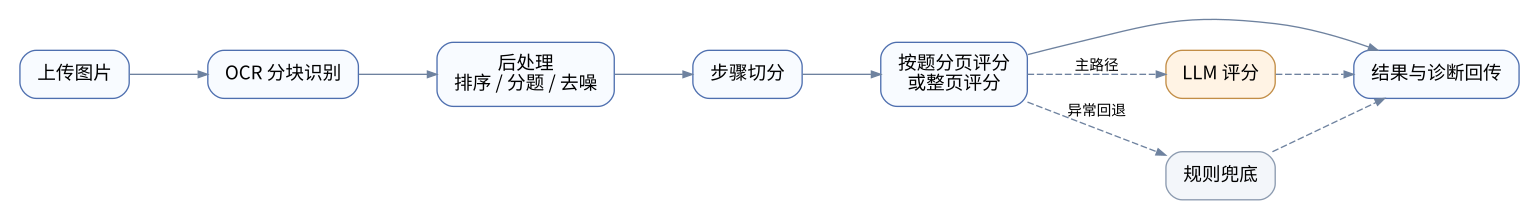 上传图片
OCR 分块识别
后处理
排序 / 分题 / 去噪
步骤切分
按题分页评分
或整页评分
主路径
异常回退
LLM 评分
规则兜底
结果与诊断回传